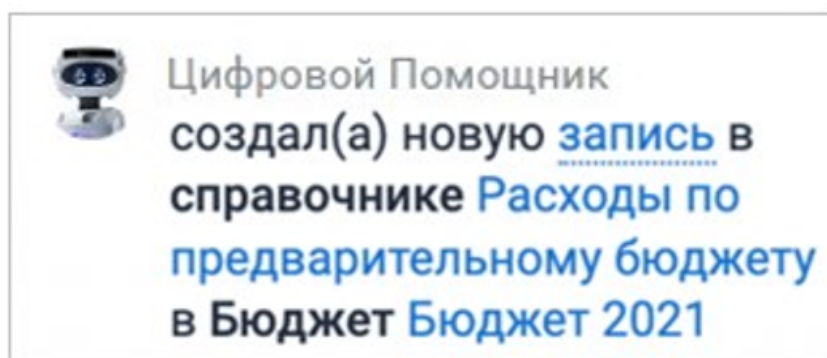 Цифровой Помощник
создал(а) новую запись в
справочнике Расходы по
предварительному бюджету
в Бюджет Бюджет 2021